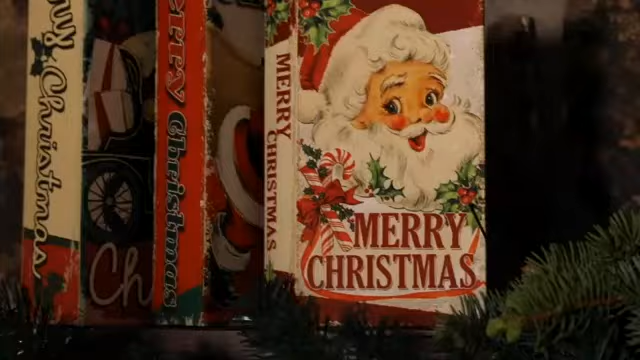 Christmas
Ch
Merry Christmas
MERRY CHRISTMAS
MERRY
CHRISTMAS